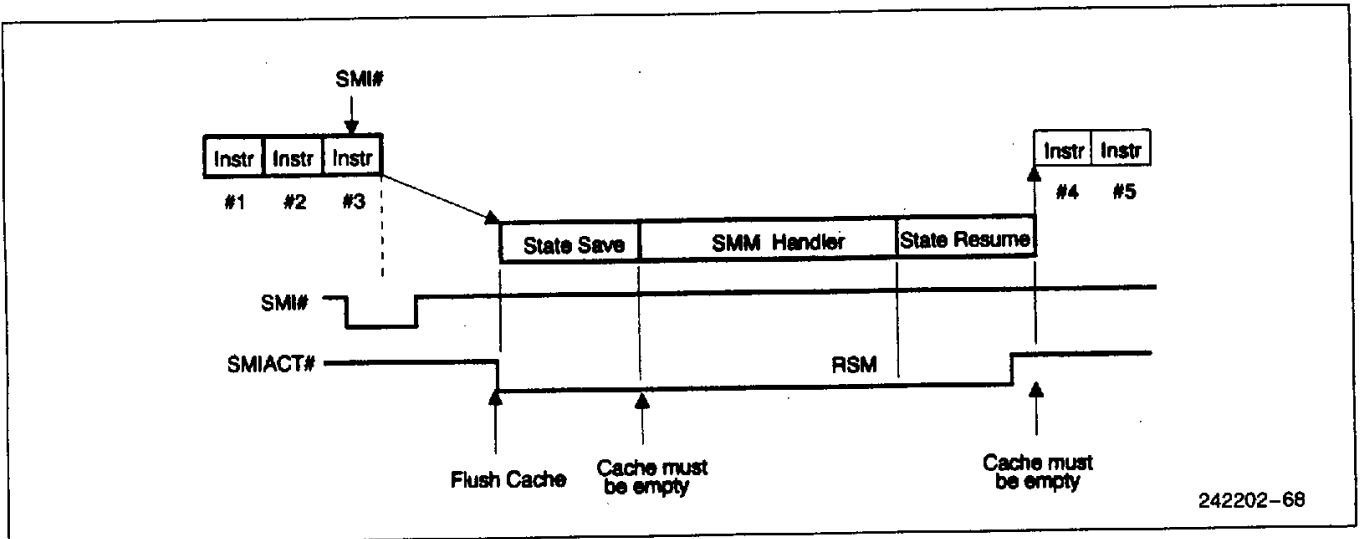 SMI#
Instr Instr Instr
#1 #2 #3
Instr Instr
#4 #5
State Save SMM Handler State Resume
SMI#
SMIACT#
RSM
Flush Cache
Cache must
be empty
Cache must
be empty
242202–68